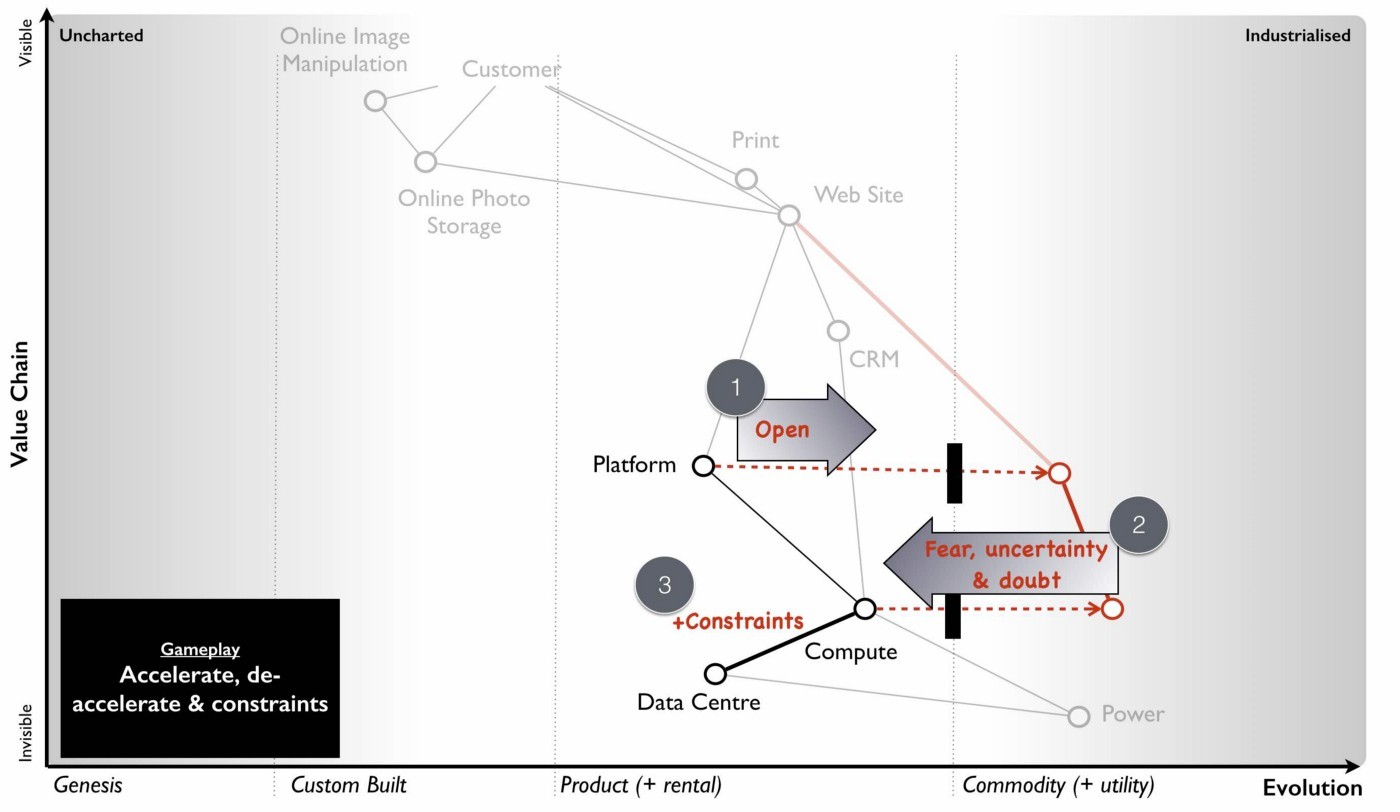 Visible
Uncharted
Online Image
Manipulation
Customer
Industrialised
Print
Web Site
Online Photo
Storage
CRM
Value Chain
1
Open
Platform
2
Fear, uncertainty
& doubt
3
+Constraints
Compute
Data Centre
Power
Gameplay
Accelerate, de-
accelerate & constraints
Invisible
Genesis
Custom Built
Product (+ rental)
Commodity (+ utility)
Evolution